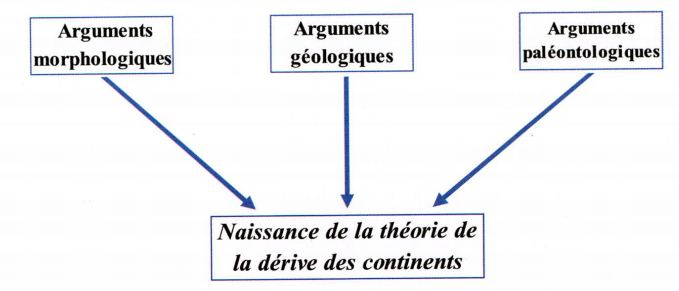 Arguments
morphologiques
Arguments
géologiques
Arguments
paléontologiques
Naissance de la théorie de
la dérive des continents